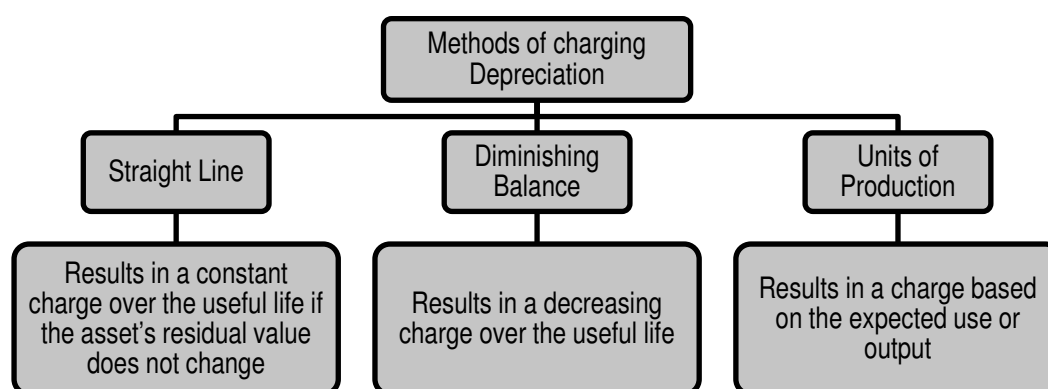 Methods of charging
Depreciation
Straight Line
Diminishing
Balance
Units of
Production
Results in a constant
charge over the useful life if
the asset's residual value
does not change
Results in a decreasing
charge over the useful life
Results in a charge based
on the expected use or
output